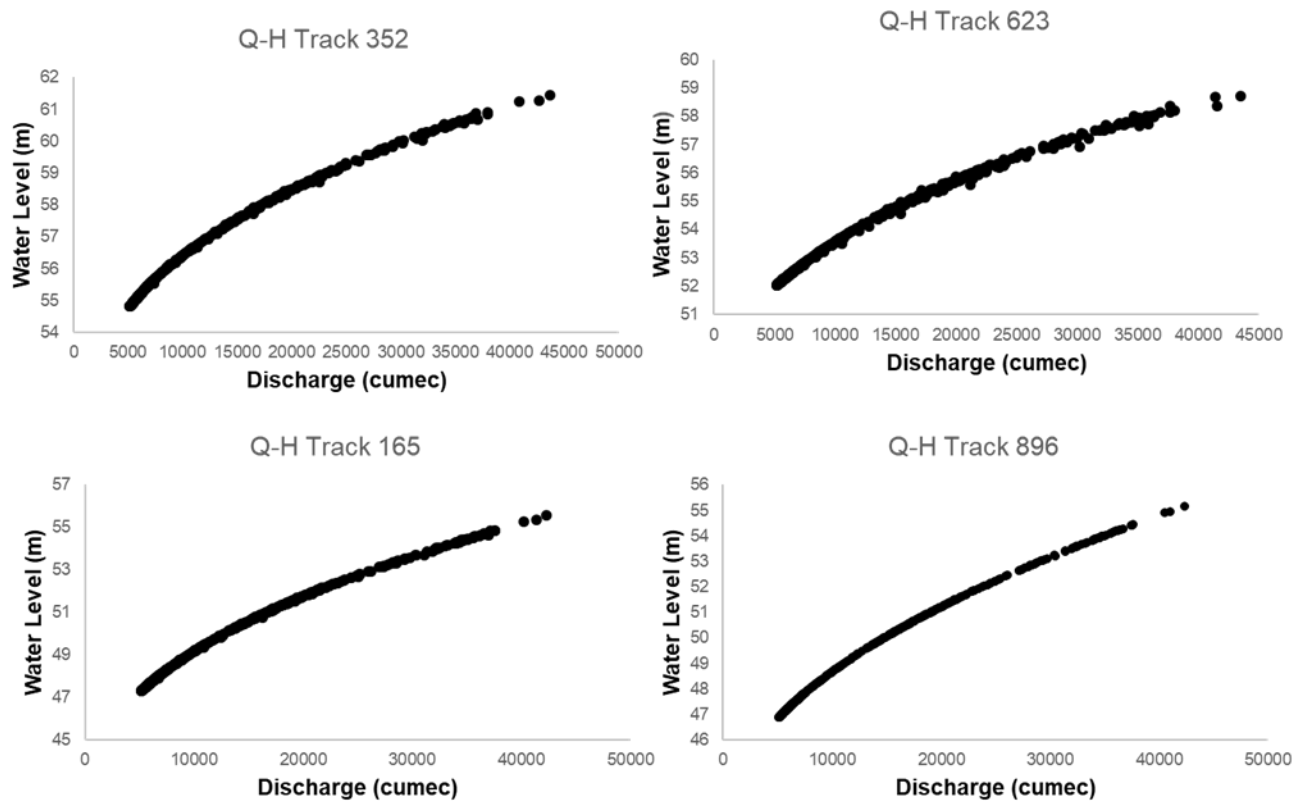 Q-H Track 352
62
61
60
59
58
57
56
55
54
Water Level (m)
0 5000 10000 15000 20000 25000 30000 35000 40000 45000 50000
Discharge (cumec)
Q-H Track 623
60
59
58
57
56
55
54
53
52
51
Water Level (m)
0 5000 10000 15000 20000 25000 30000 35000 40000 45000
Discharge (cumec)
Q-H Track 165
57
55
53
51
49
47
45
Water Level (m)
0 10000 20000 30000 40000 50000
Discharge (cumec)
Q-H Track 896
56
55
54
53
52
51
50
49
48
47
46
Water Level (m)
0 10000 20000 30000 40000 50000
Discharge (cumec)